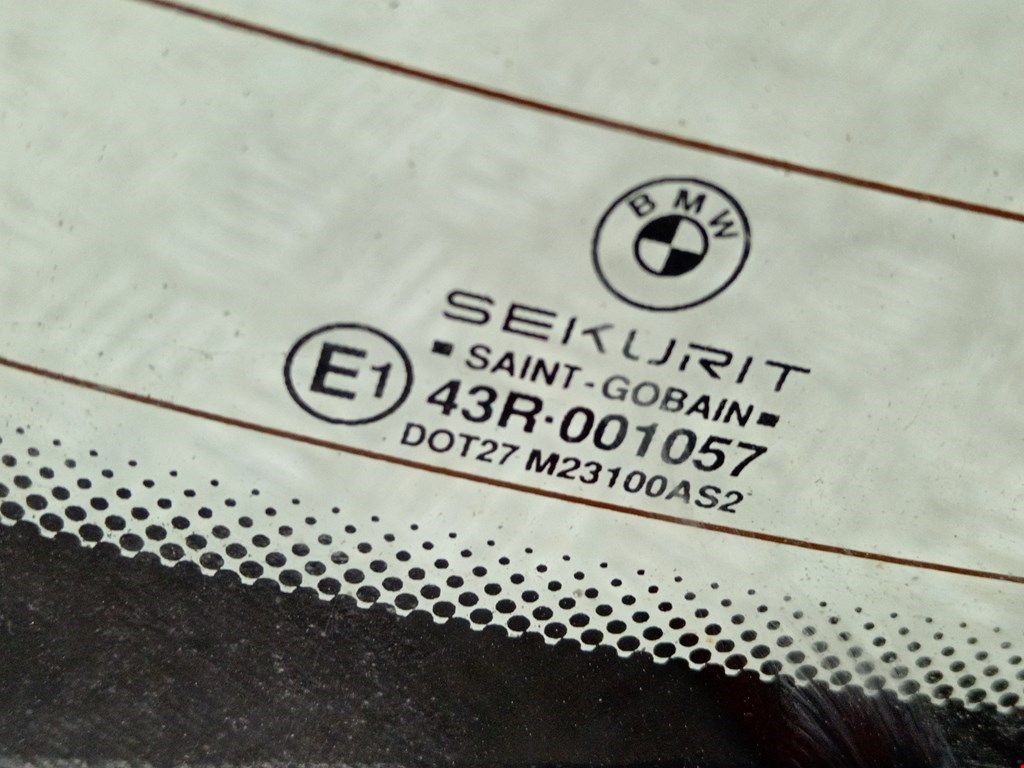 BMW
SEKURIT
SAINT-GOBAIN
E1
43R-001057
DOT27 M23100AS2